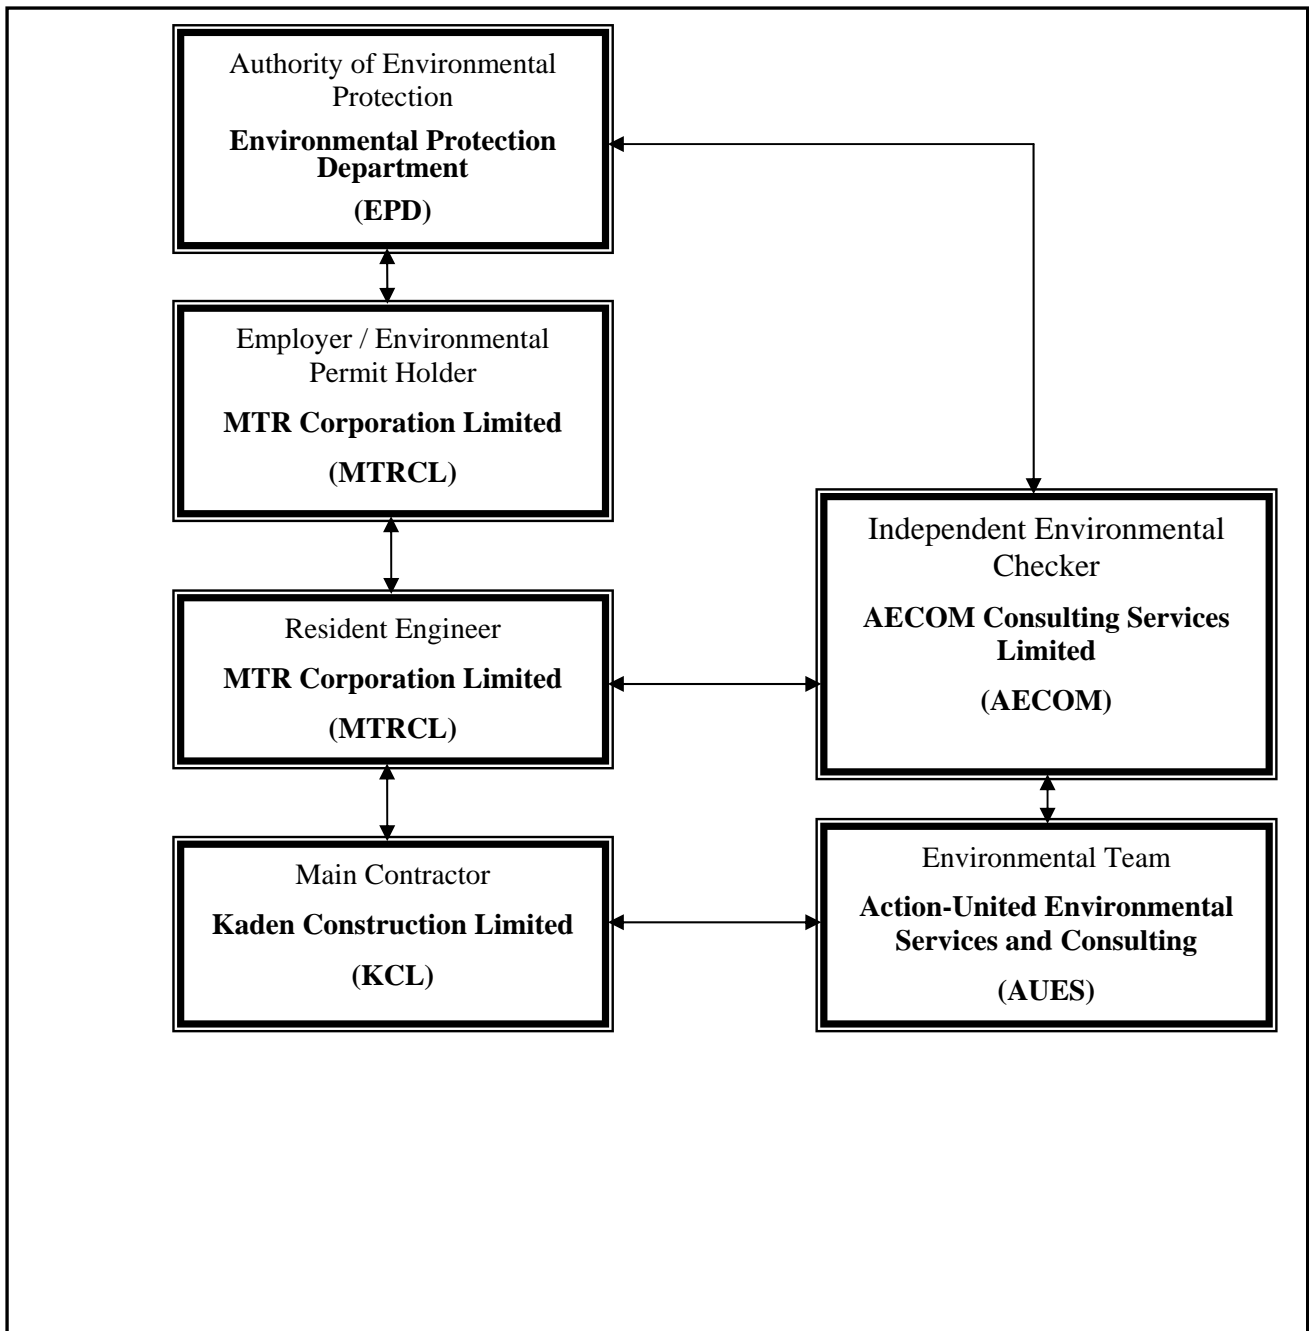 Authority of Environmental
Protection
Environmental Protection
Department
(EPD)
Employer / Environmental
Permit Holder
MTR Corporation Limited
(MTRCL)
Resident Engineer
MTR Corporation Limited
(MTRCL)
Main Contractor
Kaden Construction Limited
(KCL)
Independent Environmental
Checker
AECOM Consulting Services
Limited
(AECOM)
Environmental Team
Action-United Environmental
Services and Consulting
(AUES)